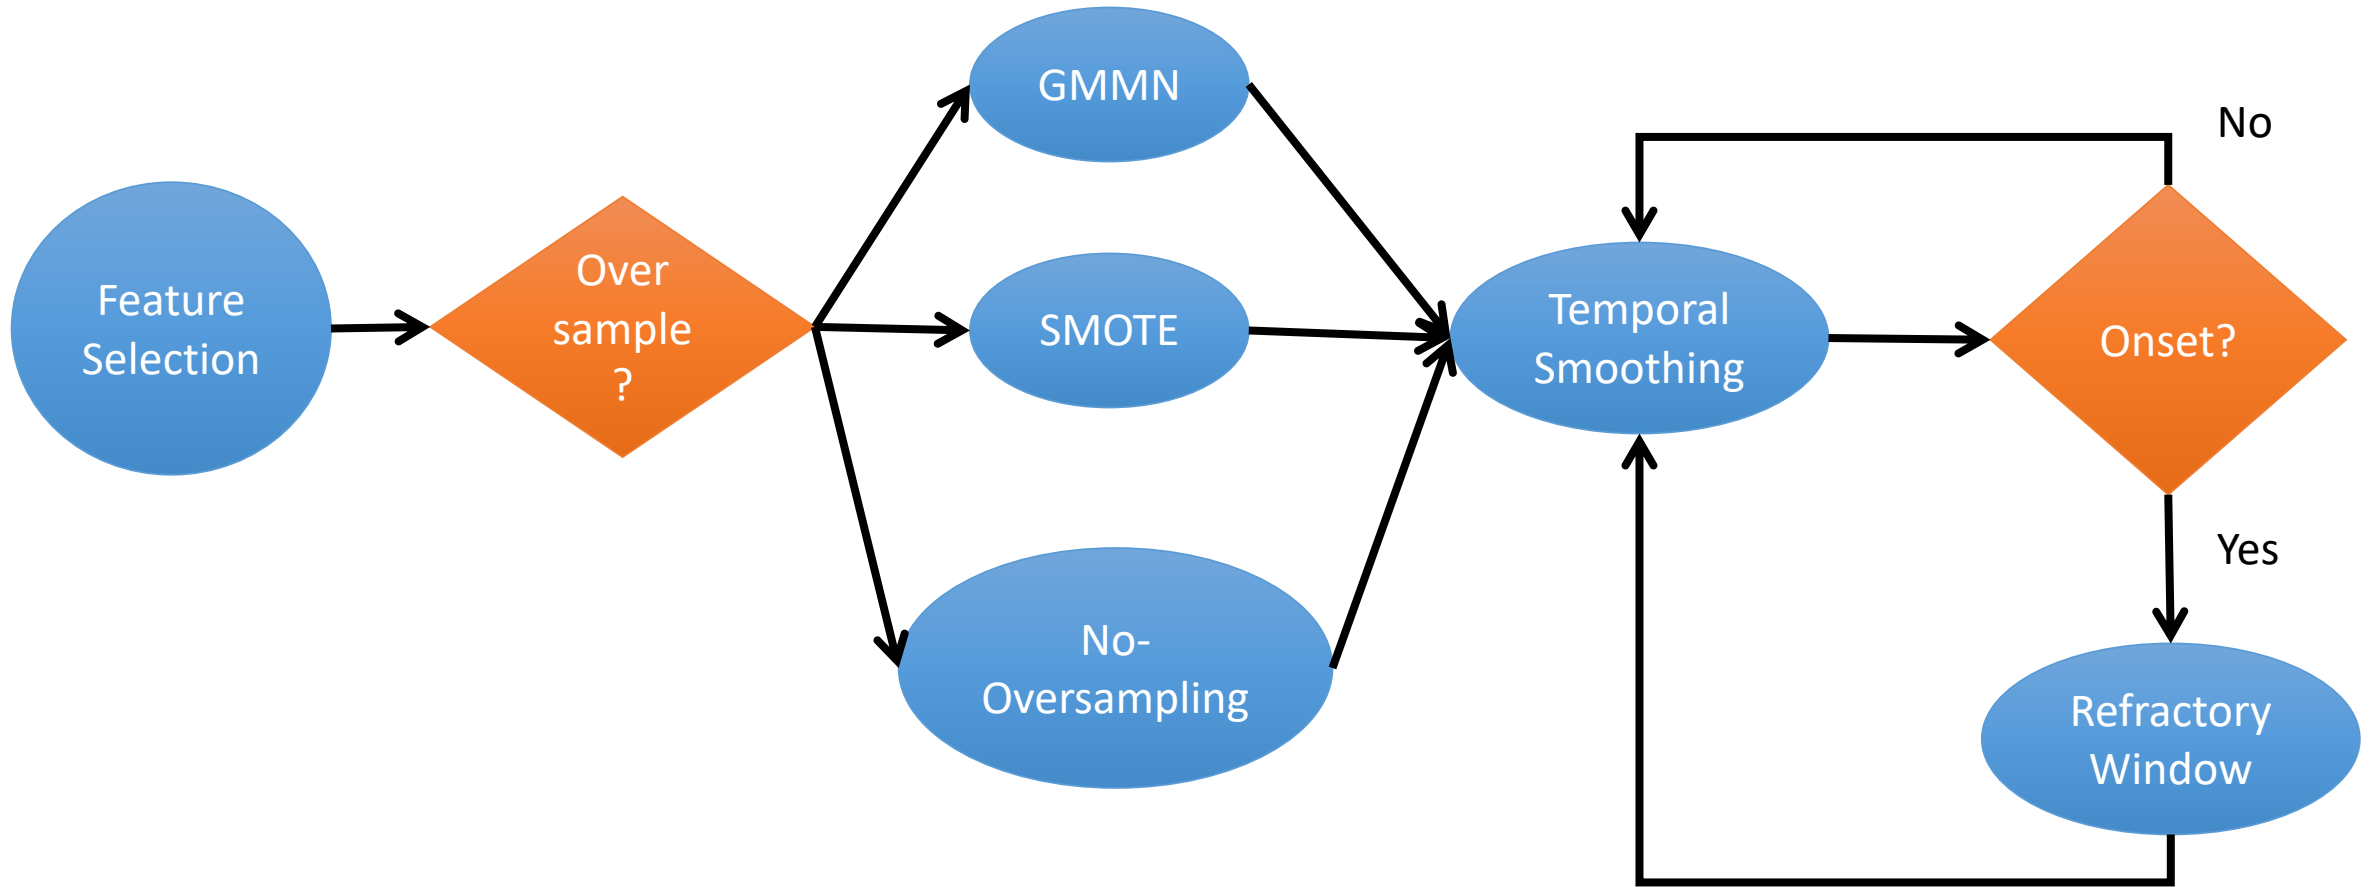 Feature
Selection
Over
sample
?
GMMN
SMOTE
No-
Oversampling
Temporal
Smoothing
No
Onset?
Yes
Refractory
Window